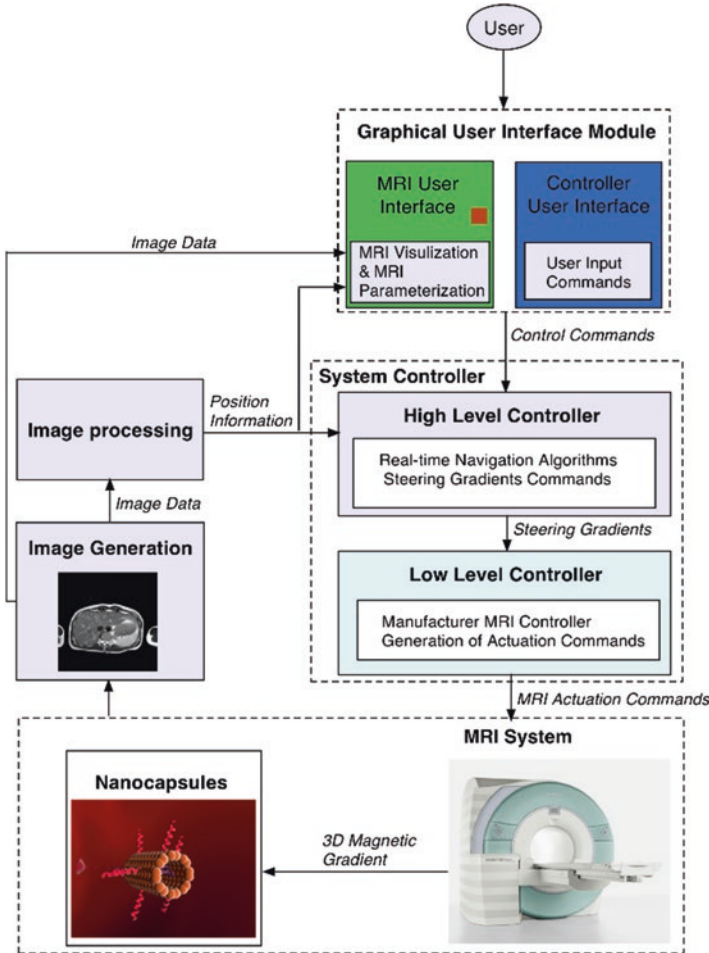 User
Graphical User Interface Module
MRI User
Interface
MRI Visulization
& MRI
Parameterization
Controller
User Interface
User Input
Commands
Image Data
Control Commands
System Controller
Position
Information
Image processing
High Level Controller
Real-time Navigation Algorithms
Steering Gradients Commands
Image Data
Steering Gradients
Image Generation
Low Level Controller
Manufacturer MRI Controller
Generation of Actuation Commands
MRI Actuation Commands
MRI System
Nanocapsules
3D Magnetic
Gradient